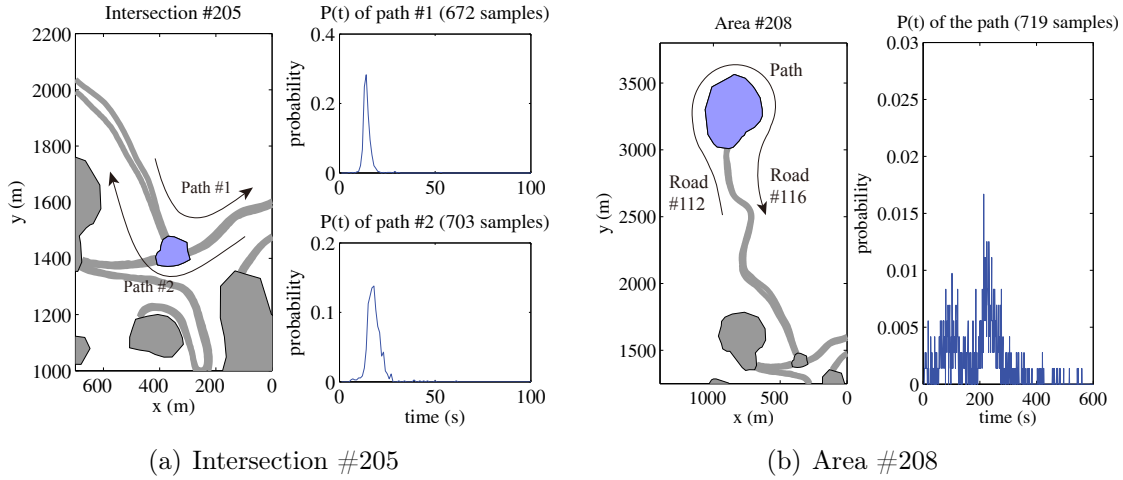 Intersection #205
2200
2000
1800
1600
1400
1200
1000
y (m)
600
400
200
0
x (m)
Path #1
Path #2
P(t) of path #1 (672 samples)
0.4
0.2
0
probability
0
50
100
P(t) of path #2 (703 samples)
0.2
0.1
0
probability
0
50
100
time (s)
(a) Intersection #205
Area #208
3500
3000
2500
2000
1500
y (m)
1000
500
0
x (m)
Path
Road
#112
Road
#116
P(t) of the path (719 samples)
0.03
0.025
0.02
0.015
0.01
0.005
0
probability
0
200
400
600
time (s)
(b) Area #208